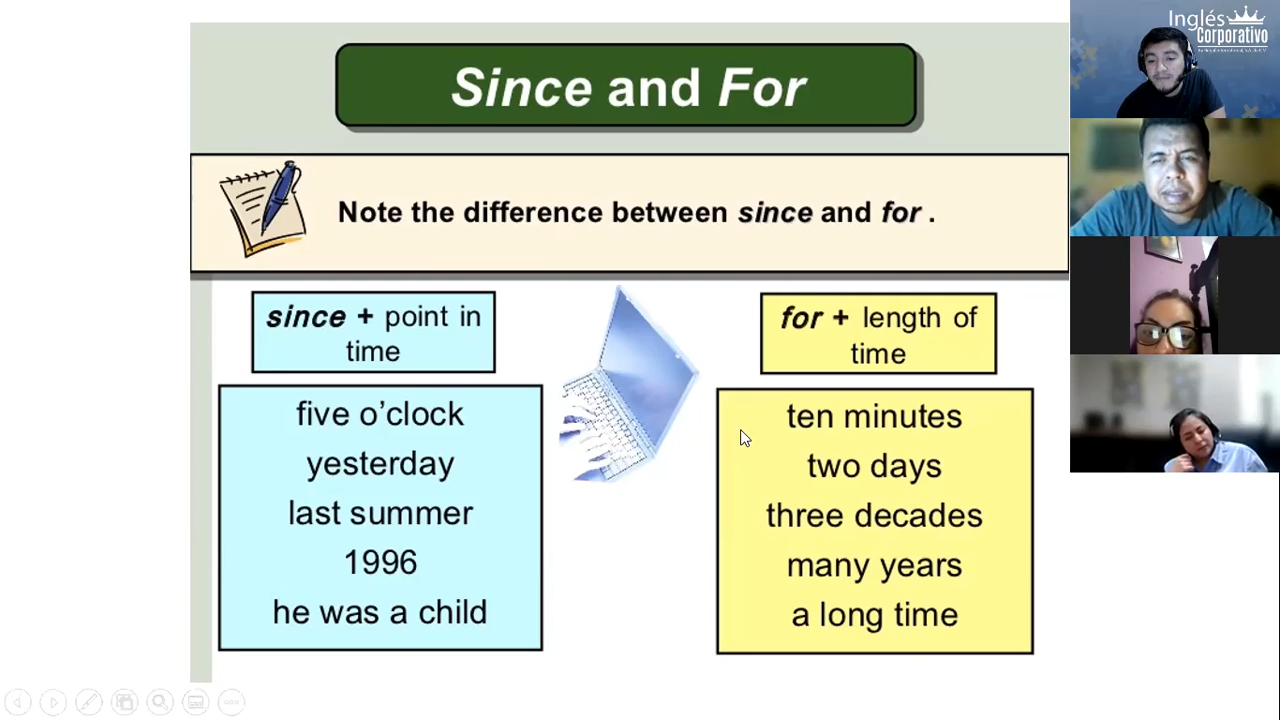 Since and For
Note the difference between since and for .
since + point in
time
five o'clock
yesterday
last summer
1996
he was a child
for + length of
time
ten minutes
two days
three decades
many years
a long time
Inglés
Corporativo